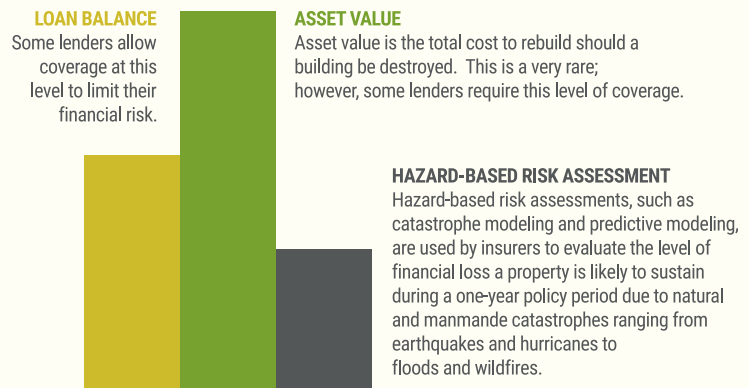 LOAN BALANCE
Some lenders allow
coverage at this
level to limit their
financial risk.
ASSET VALUE
Asset value is the total cost to rebuild should a
building be destroyed.  This is a very rare;
however, some lenders require this level of coverage.
HAZARD-BASED RISK ASSESSMENT
Hazard-based risk assessments, such as
catastrophe modeling and predictive modeling,
are used by insurers to evaluate the level of
financial loss a property is likely to sustain
during a one-year policy period due to natural
and manmande catastrophes ranging from
earthquakes and hurricanes to
floods and wildfires.